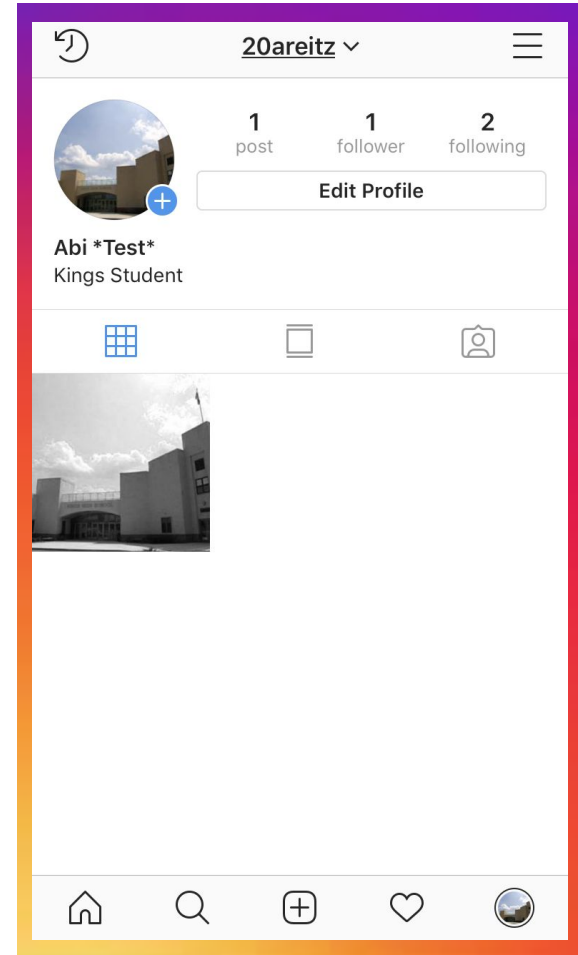 20areitz
1 1 2
post follower following
Edit Profile
Abi *Test*
Kings Student